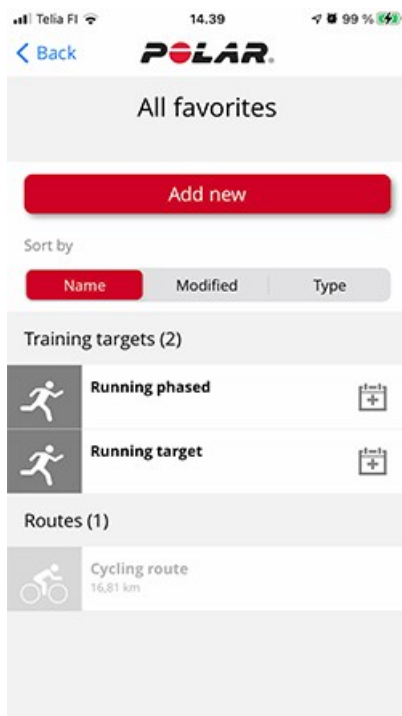 Telia FI 14.39 99 %
Back POLAR.
All favorites
Add new
Sort by
Name Modified Type
Training targets (2)
Running phased
Running target
Routes (1)
Cycling route
16,81 km